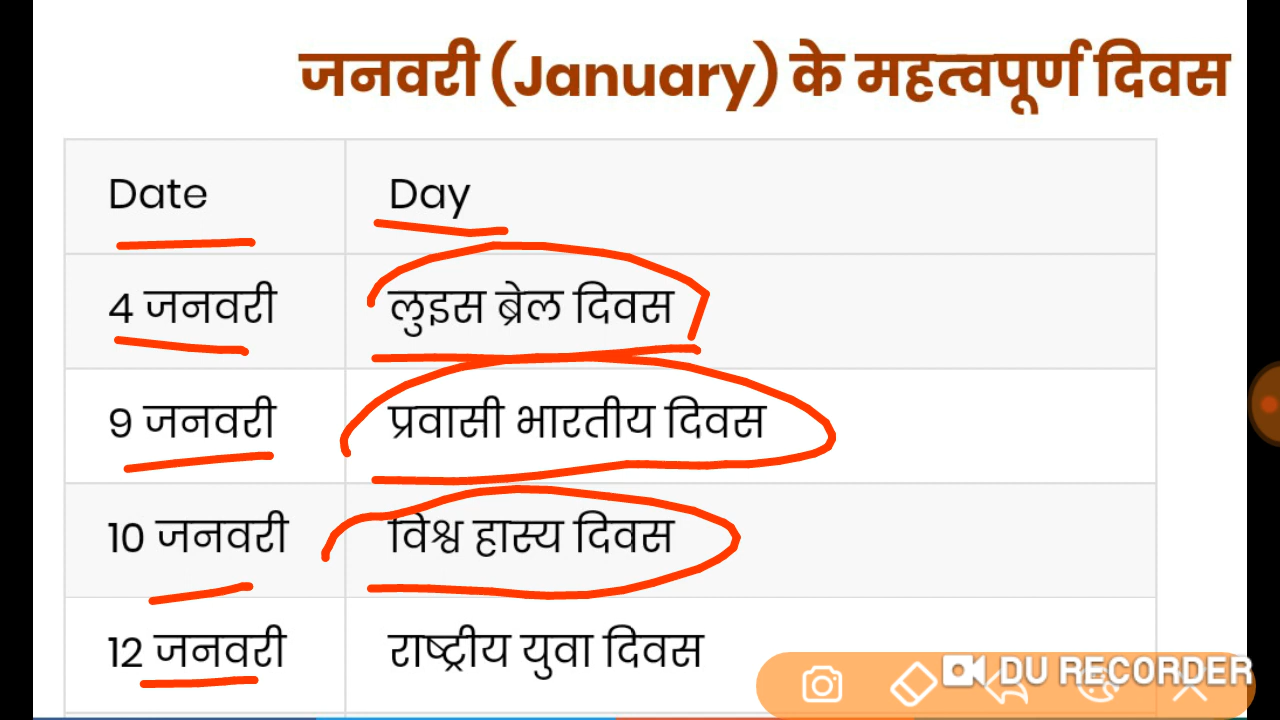 जनवरी (January) के महत्वपूर्ण दिवस
Date Day
4 जनवरी लुइस ब्रेल दिवस
9 जनवरी प्रवासी भारतीय दिवस
10 जनवरी विश्व हास्य दिवस
12 जनवरी राष्ट्रीय युवा दिवस
DU RECORDER